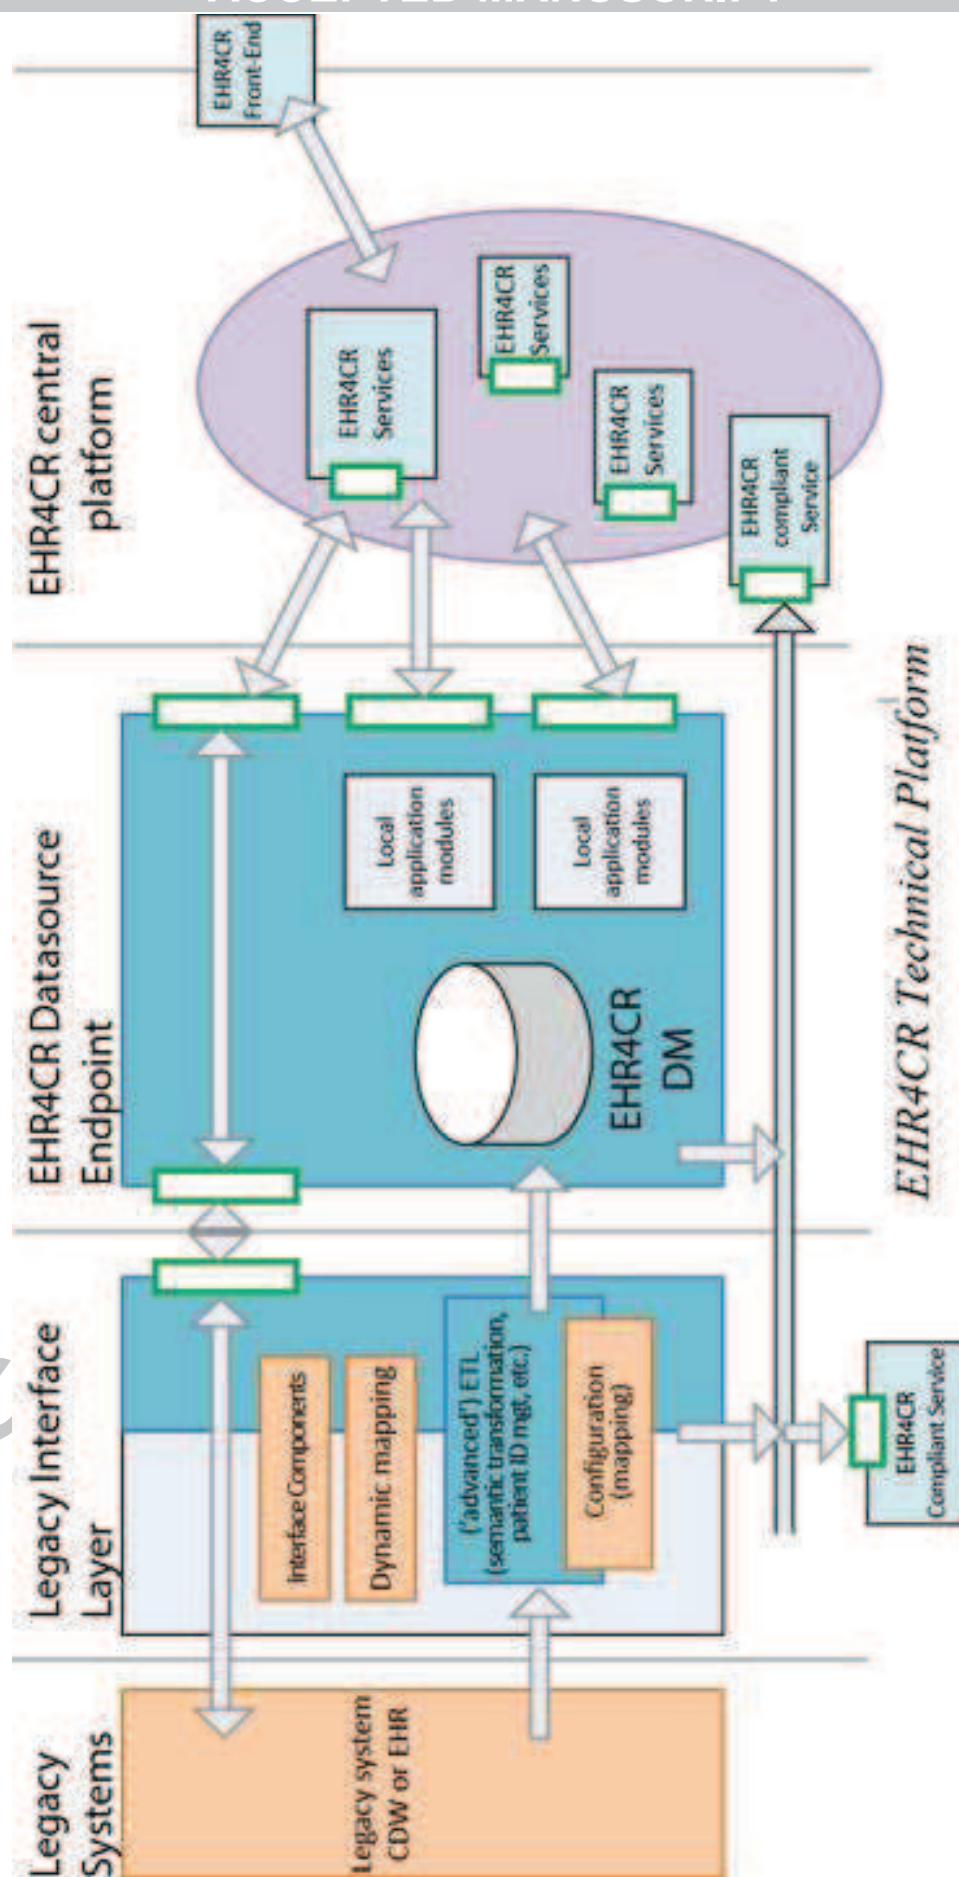 ACCEPTED MANUSCRIPT
Legacy
Systems
Legacy Interface
Layer
EHR4CR Datasource
Endpoint
EHR4CR central
platform
Legacy system
CDW or EHR
Interface Components
Dynamic mapping
('advanced') ETL
(semantic transformation,
patient ID mgt, etc.)
Configuration
(mapping)
EHR4CR
DM
Local
application
modules
Local
application
modules
EHR4CR
Services
EHR4CR
Services
EHR4CR
Services
EHR4CR
compliant
Service
EHR4CR
Front-End
EHR4CR
Compliant Service
EHR4CR Technical Platform